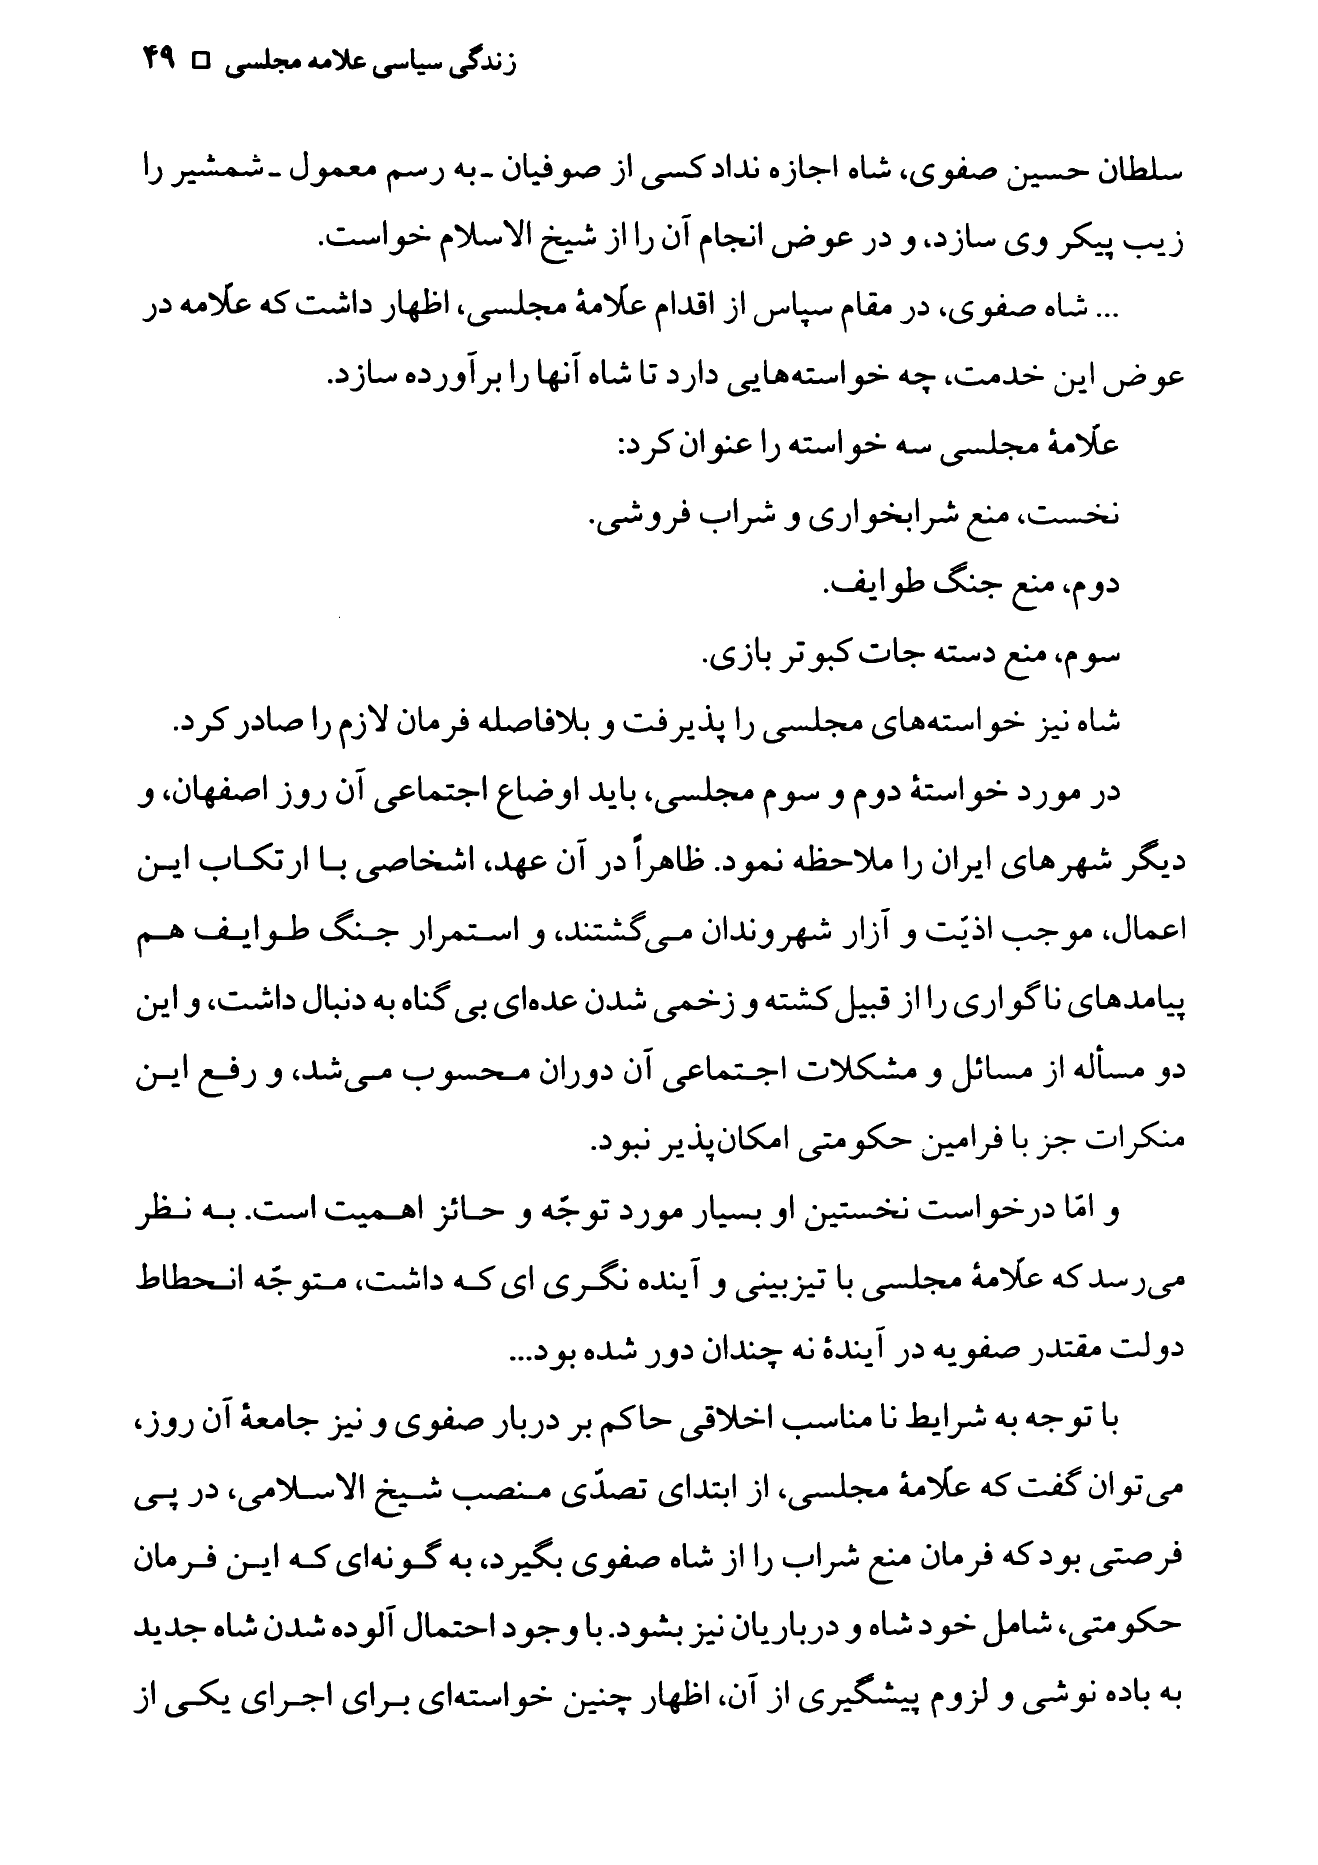 زندگی سیاسی علامه مجلسی □ ۴۹
سلطان حسین صفوی، شاه اجازه نداد کسی از صوفیان ـ به رسم معمول ـ شمشیر را
زیب پیکر وی سازد، و در عوض انجام آن را از شیخ الاسلام خواست.
... شاه صفوی، در مقام سپاس از اقدام علّامهٔ مجلسی، اظهار داشت که علّامه در
عوض این خدمت، چه خواسته‌هایی دارد تا شاه آنها را برآورده سازد.
علّامهٔ مجلسی سه خواسته را عنوان کرد:
نخست، منع شرابخواری و شراب فروشی.
دوم، منع جنگ طوایف.
سوم، منع دسته جات کبوتر بازی.
شاه نیز خواسته‌های مجلسی را پذیرفت و بلافاصله فرمان لازم را صادر کرد.
در مورد خواستهٔ دوم و سوم مجلسی، باید اوضاع اجتماعی آن روز اصفهان، و
دیگر شهرهای ایران را ملاحظه نمود. ظاهراً در آن عهد، اشخاصی با ارتکاب این
اعمال، موجب اذیّت و آزار شهروندان می‌گشتند، و استمرار جنگ طوایف هم
پیامدهای ناگواری را از قبیل کشته و زخمی شدن عده‌ای بی گناه به دنبال داشت، و این
دو مسأله از مسائل و مشکلات اجتماعی آن دوران محسوب می‌شد، و رفع این
منکرات جز با فرامین حکومتی امکان‌پذیر نبود.
و امّا درخواست نخستین او بسیار مورد توجّه و حائز اهمیت است. به نظر
می‌رسد که علّامهٔ مجلسی با تیزبینی و آینده نگری ای که داشت، متوجّه انحطاط
دولت مقتدر صفویه در آیندهٔ نه چندان دور شده بود...
با توجه به شرایط نا مناسب اخلاقی حاکم بر دربار صفوی و نیز جامعهٔ آن روز،
می‌توان گفت که علّامهٔ مجلسی، از ابتدای تصدّی منصب شیخ الاسلامی، در پی
فرصتی بود که فرمان منع شراب را از شاه صفوی بگیرد، به گونه‌ای که این فرمان
حکومتی، شامل خود شاه و درباریان نیز بشود. با وجود احتمال آلوده شدن شاه جدید
به باده نوشی و لزوم پیشگیری از آن، اظهار چنین خواسته‌ای برای اجرای یکی از